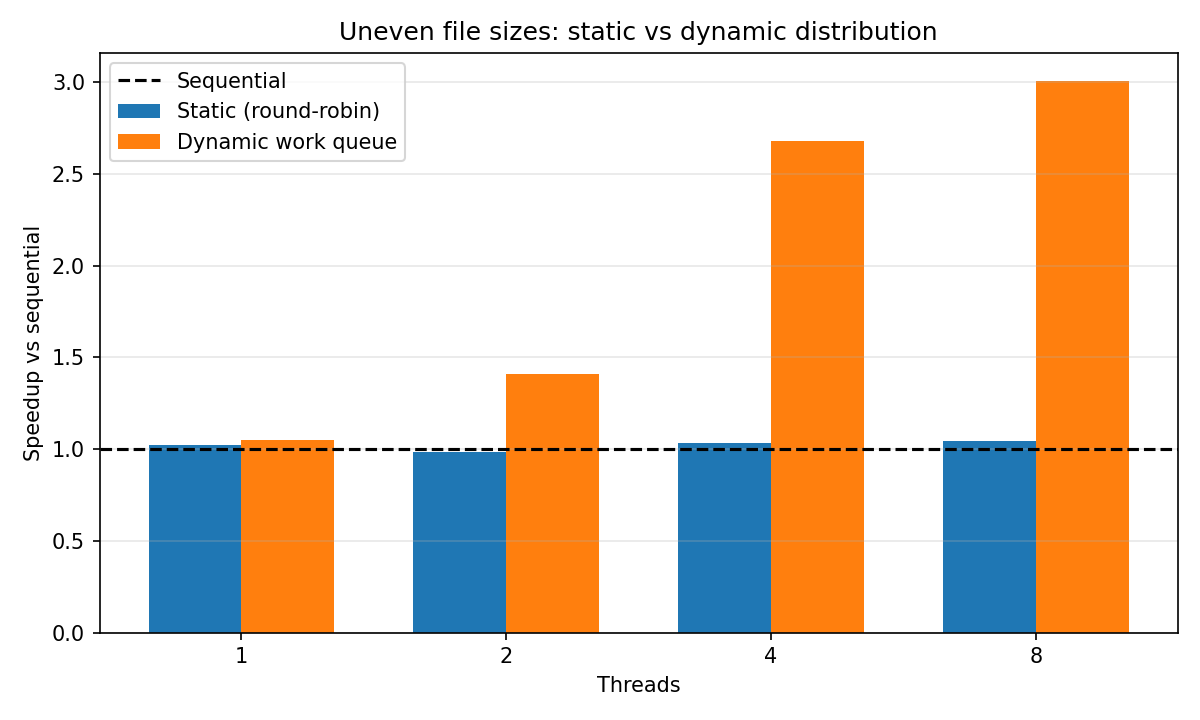 Uneven file sizes: static vs dynamic distribution
Sequential
Static (round-robin)
Dynamic work queue
Speedup vs sequential
3.0
2.5
2.0
1.5
1.0
0.5
0.0
1 2 4 8
Threads